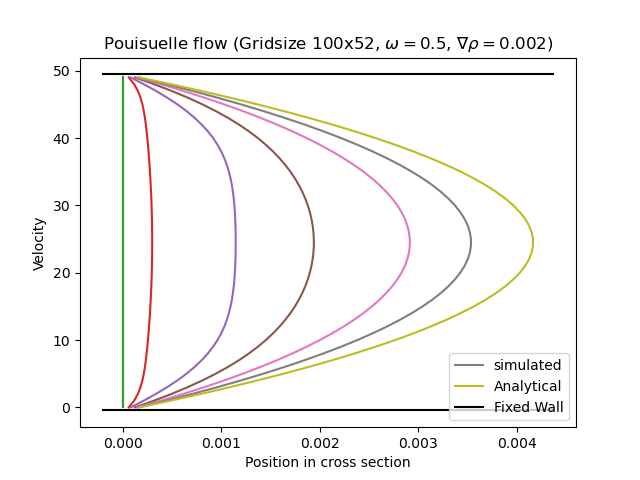 Pouisuelle flow (Gridsize 100x52, ω = 0.5, ∇ρ = 0.002)
50
40
30
20
10
0
Velocity
simulated
Analytical
Fixed Wall
0.000 0.001 0.002 0.003 0.004
Position in cross section